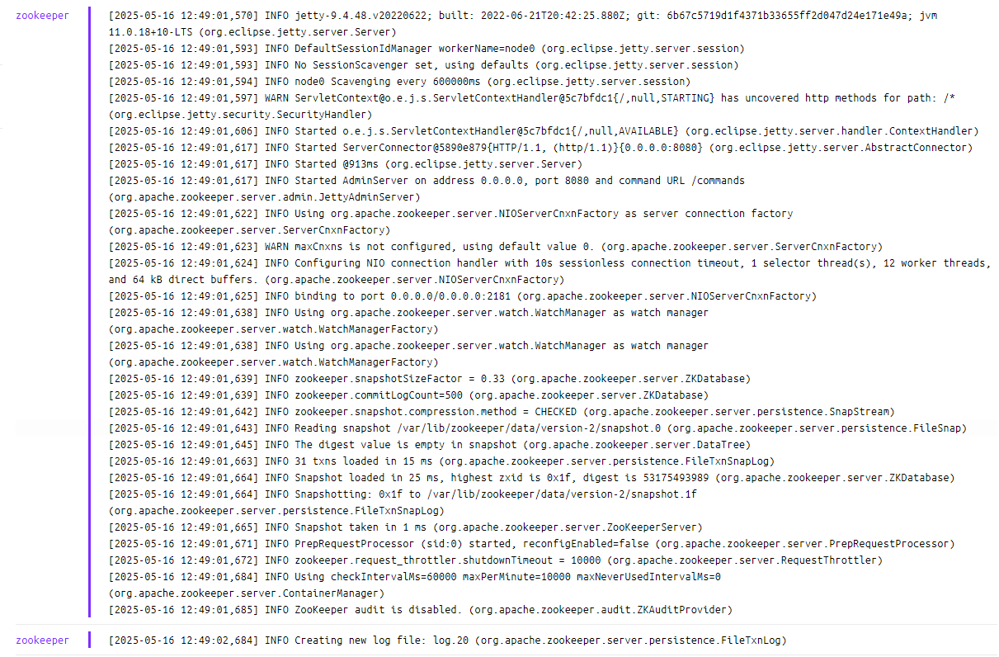 zookeeper [2025-05-16 12:49:01,570] INFO jetty-9.4.48.v20220622; built: 2022-06-21T20:42:25.880Z; git: 6b67c5719d1f4371b33655ff2d047d24e171e49a; jvm
11.0.18+10-LTS (org.eclipse.jetty.server.Server)
[2025-05-16 12:49:01,593] INFO DefaultSessionIdManager workerName=node0 (org.eclipse.jetty.server.session)
[2025-05-16 12:49:01,593] INFO No SessionScavenger set, using defaults (org.eclipse.jetty.server.session)
[2025-05-16 12:49:01,594] INFO node0 Scavenging every 600000ms (org.eclipse.jetty.server.session)
[2025-05-16 12:49:01,597] WARN ServletContext@o.e.j.s.ServletContextHandler@5c7bfdc1{/,null,STARTING} has uncovered http methods for path: /*
(org.eclipse.jetty.security.SecurityHandler)
[2025-05-16 12:49:01,606] INFO Started o.e.j.s.ServletContextHandler@5c7bfdc1{/,null,AVAILABLE} (org.eclipse.jetty.server.handler.ContextHandler)
[2025-05-16 12:49:01,617] INFO Started ServerConnector@5890e879{HTTP/1.1, (http/1.1)}{0.0.0.0:8080} (org.eclipse.jetty.server.AbstractConnector)
[2025-05-16 12:49:01,617] INFO Started @913ms (org.eclipse.jetty.server.Server)
[2025-05-16 12:49:01,617] INFO Started AdminServer on address 0.0.0.0, port 8080 and command URL /commands
(org.apache.zookeeper.server.admin.JettyAdminServer)
[2025-05-16 12:49:01,622] INFO Using org.apache.zookeeper.server.NIOServerCnxnFactory as server connection factory
(org.apache.zookeeper.server.ServerCnxnFactory)
[2025-05-16 12:49:01,623] WARN maxCnxns is not configured, using default value 0. (org.apache.zookeeper.server.ServerCnxnFactory)
[2025-05-16 12:49:01,624] INFO Configuring NIO connection handler with 10s sessionless connection timeout, 1 selector thread(s), 12 worker threads,
and 64 kB direct buffers. (org.apache.zookeeper.server.NIOServerCnxnFactory)
[2025-05-16 12:49:01,625] INFO binding to port 0.0.0.0/0.0.0.0:2181 (org.apache.zookeeper.server.NIOServerCnxnFactory)
[2025-05-16 12:49:01,638] INFO Using org.apache.zookeeper.server.watch.WatchManager as watch manager
(org.apache.zookeeper.server.watch.WatchManagerFactory)
[2025-05-16 12:49:01,638] INFO Using org.apache.zookeeper.server.watch.WatchManager as watch manager
(org.apache.zookeeper.server.watch.WatchManagerFactory)
[2025-05-16 12:49:01,639] INFO zookeeper.snapshotSizeFactor = 0.33 (org.apache.zookeeper.server.ZKDatabase)
[2025-05-16 12:49:01,639] INFO zookeeper.commitLogCount=500 (org.apache.zookeeper.server.ZKDatabase)
[2025-05-16 12:49:01,642] INFO zookeeper.snapshot.compression.method = CHECKED (org.apache.zookeeper.server.persistence.SnapStream)
[2025-05-16 12:49:01,643] INFO Reading snapshot /var/lib/zookeeper/data/version-2/snapshot.0 (org.apache.zookeeper.server.persistence.FileSnap)
[2025-05-16 12:49:01,645] INFO The digest value is empty in snapshot (org.apache.zookeeper.server.DataTree)
[2025-05-16 12:49:01,663] INFO 31 txns loaded in 15 ms (org.apache.zookeeper.server.persistence.FileTxnSnapLog)
[2025-05-16 12:49:01,664] INFO Snapshot loaded in 25 ms, highest zxid is 0x1f, digest is 53175493989 (org.apache.zookeeper.server.ZKDatabase)
[2025-05-16 12:49:01,664] INFO Snapshotting: 0x1f to /var/lib/zookeeper/data/version-2/snapshot.1f
(org.apache.zookeeper.server.persistence.FileTxnSnapLog)
[2025-05-16 12:49:01,665] INFO Snapshot taken in 1 ms (org.apache.zookeeper.server.ZooKeeperServer)
[2025-05-16 12:49:01,671] INFO PrepRequestProcessor (sid:0) started, reconfigEnabled=false (org.apache.zookeeper.server.PrepRequestProcessor)
[2025-05-16 12:49:01,672] INFO zookeeper.request_throttler.shutdownTimeout = 10000 (org.apache.zookeeper.server.RequestThrottler)
[2025-05-16 12:49:01,684] INFO Using checkIntervalMs=60000 maxPerMinute=10000 maxNeverUsedIntervalMs=0
(org.apache.zookeeper.server.ContainerManager)
[2025-05-16 12:49:01,685] INFO ZooKeeper audit is disabled. (org.apache.zookeeper.audit.ZKAuditProvider)
zookeeper [2025-05-16 12:49:02,684] INFO Creating new log file: log.20 (org.apache.zookeeper.server.persistence.FileTxnLog)